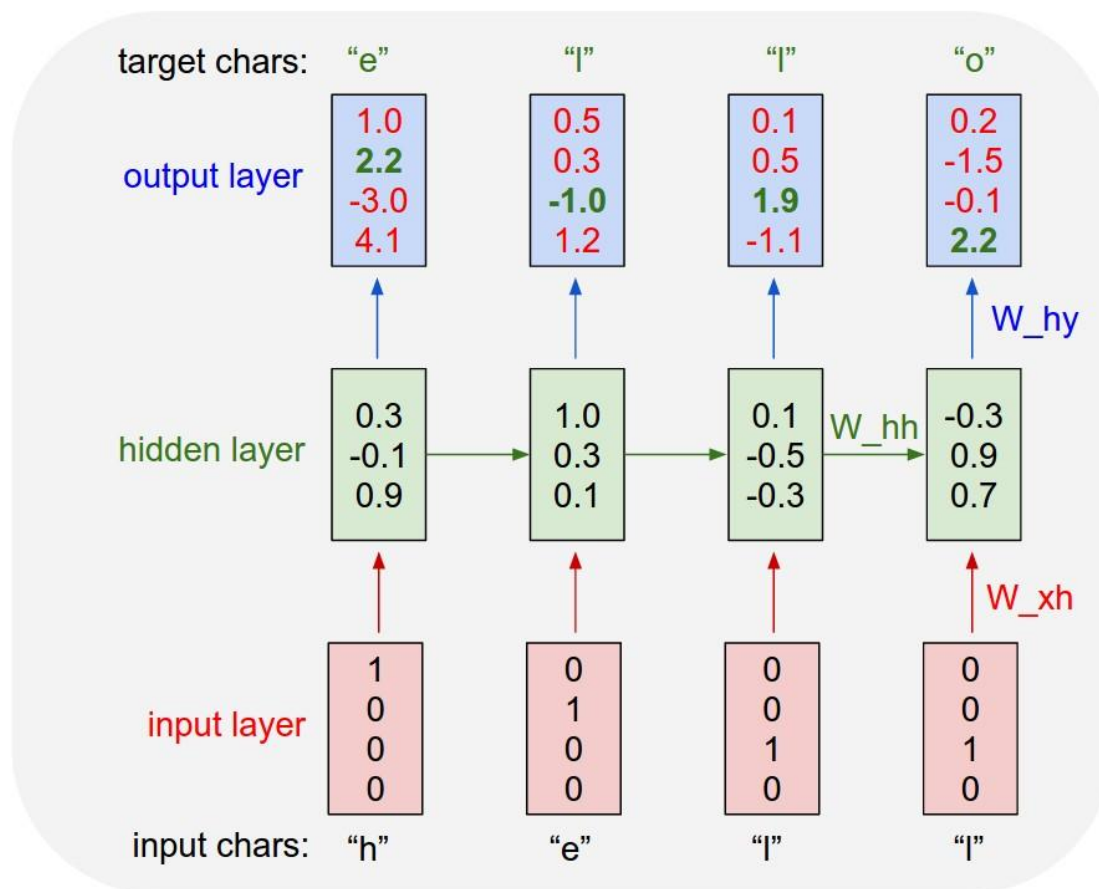 target chars: “e” “l” “l” “o”
output layer
1.0 0.5 0.1 0.2
2.2 0.3 0.5 -1.5
-3.0 -1.0 1.9 -0.1
4.1 1.2 -1.1 2.2
W_hy
hidden layer
0.3 1.0 0.1 W_hh -0.3
-0.1 0.3 -0.5 0.9
0.9 0.1 -0.3 0.7
W_xh
input layer
1 0 0 0
0 1 0 0
0 0 1 1
0 0 0 0
input chars: “h” “e” “l” “l”